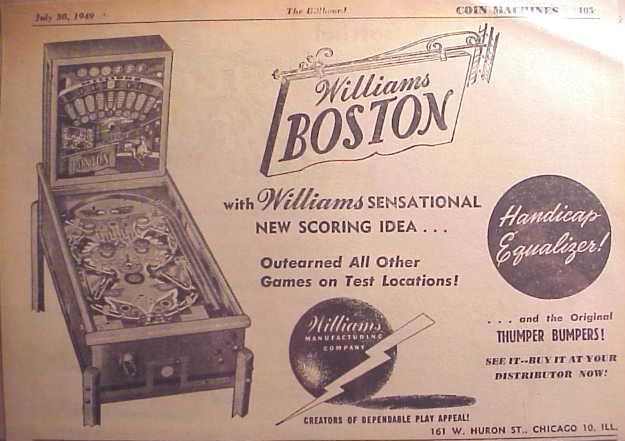 July 30, 1949
The Billboard
COIN MACHINES 105
Williams
BOSTON
BOSTON
with Williams SENSATIONAL
NEW SCORING IDEA . . .
Outearned All Other
Games on Test Locations!
Handicap
Equalizer!
. . . and the Original
THUMPER BUMPERS!
SEE IT--BUY IT AT YOUR
DISTRIBUTOR NOW!
Williams
MANUFACTURING
COMPANY
CREATORS OF DEPENDABLE PLAY APPEAL!
161 W. HURON ST., CHICAGO 10, ILL.